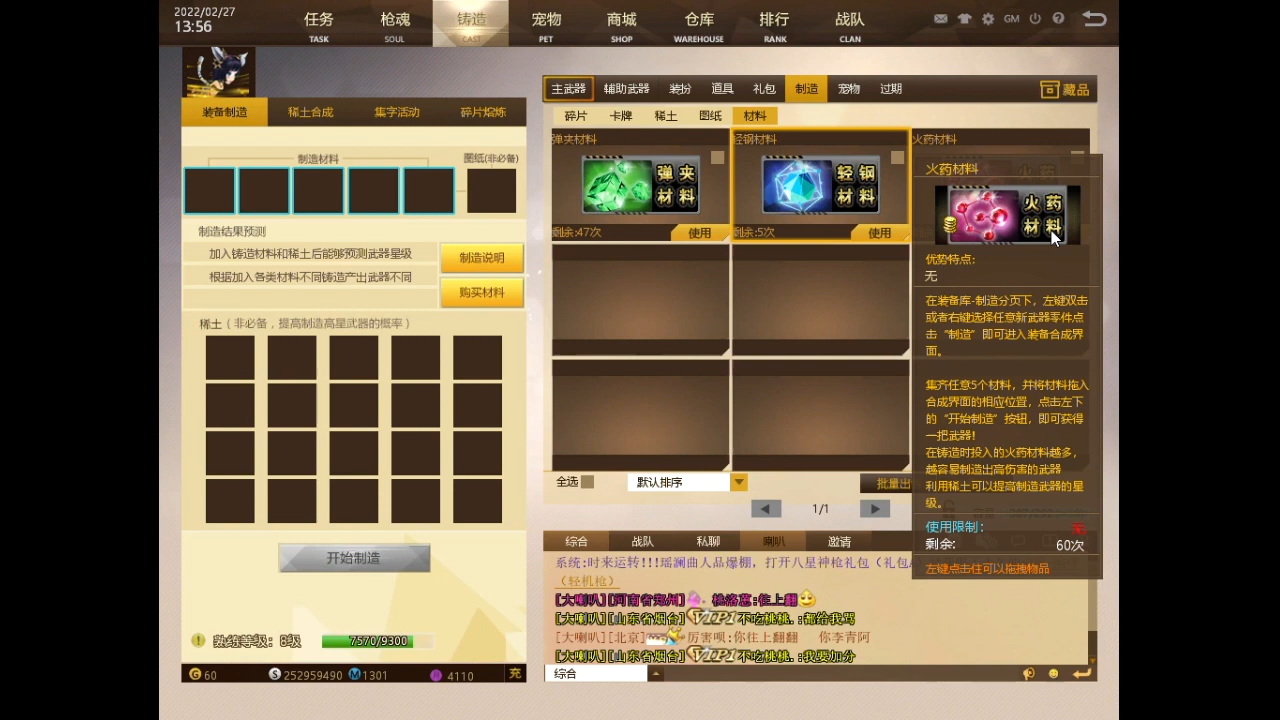 2022/02/27
13:56
任务 枪魂 铸造 宠物 商城 仓库 排行 战队
TASK SOUL CAST PET SHOP WAREHOUSE RANK CLAN
GM
装备制造 稀土合成 集字活动 碎片熔炼
制造材料 图纸(非必备)
制造结果预测
加入铸造材料和稀土后能够预测武器星级
根据加入各类材料不同铸造产出武器不同
制造说明
购买材料
稀土(非必备，提高制造高星武器的概率)
开始制造
熟练等级：8级 7570/9300
G 60 S 252959490 M 1301 4110 充
主武器 辅助武器 装扮 道具 礼包 制造 宠物 过期 藏品
碎片 卡牌 稀土 图纸 材料
弹夹材料 轻钢材料 火药材料
弹夹材料
轻钢材料
剩余:47次 使用 剩余:5次 使用
火药材料
火药材料
优势特点:
无
在装备库-制造分页下，左键双击
或者右键选择任意新武器零件点
击“制造”即可进入装备合成界
面。
集齐任意5个材料，并将材料拖入
合成界面的相应位置，点击左下
的“开始制造”按钮，即可获得
一把武器!
在铸造时投入的火药材料越多，
越容易制造出高伤害的武器
利用稀土可以提高制造武器的星
级。
使用限制:
剩余: 60次
左键点击住可以拖拽物品
全选 默认排序 批量出
1/1
综合 战队 私聊 喇叭 邀请
系统:时来运转!!!瑶澜曲人品爆棚，打开八星神枪礼包（礼包
（轻机枪）
[大喇叭][河南省郑州] 桃洛薏:住上翻
[大喇叭][山东省烟台]VIP1不吃桃桃.:都给我骂
[大喇叭][北京] 厉害呗:你往上翻翻 你李青阿
[大喇叭][山东省烟台]VIP1不吃桃桃.:我要加分
综合